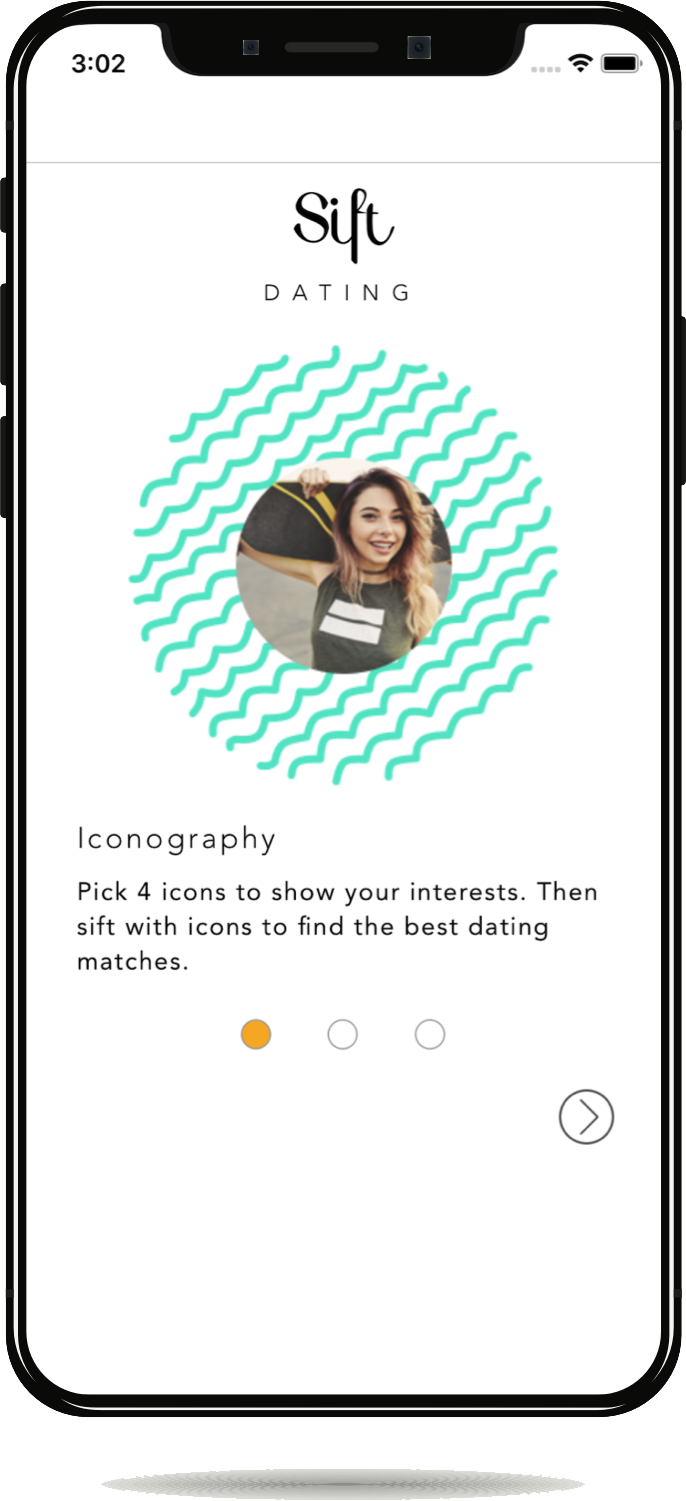 3:02
Sift
DATING
Iconography
Pick 4 icons to show your interests. Then
sift with icons to find the best dating
matches.